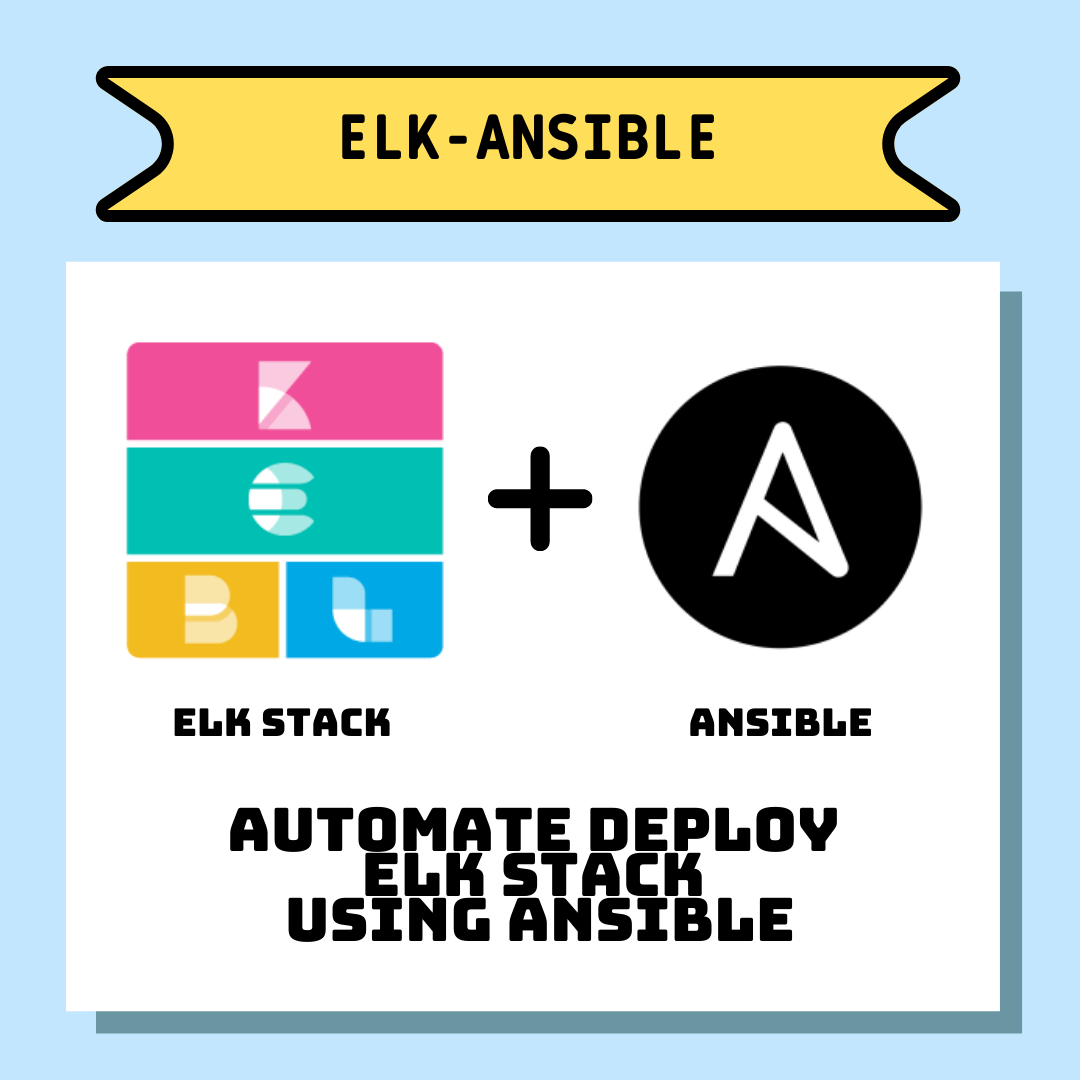 ELK-ANSIBLE
K
E
B L
ELK STACK
ANSIBLE
AUTOMATE DEPLOY
ELK STACK
USING ANSIBLE